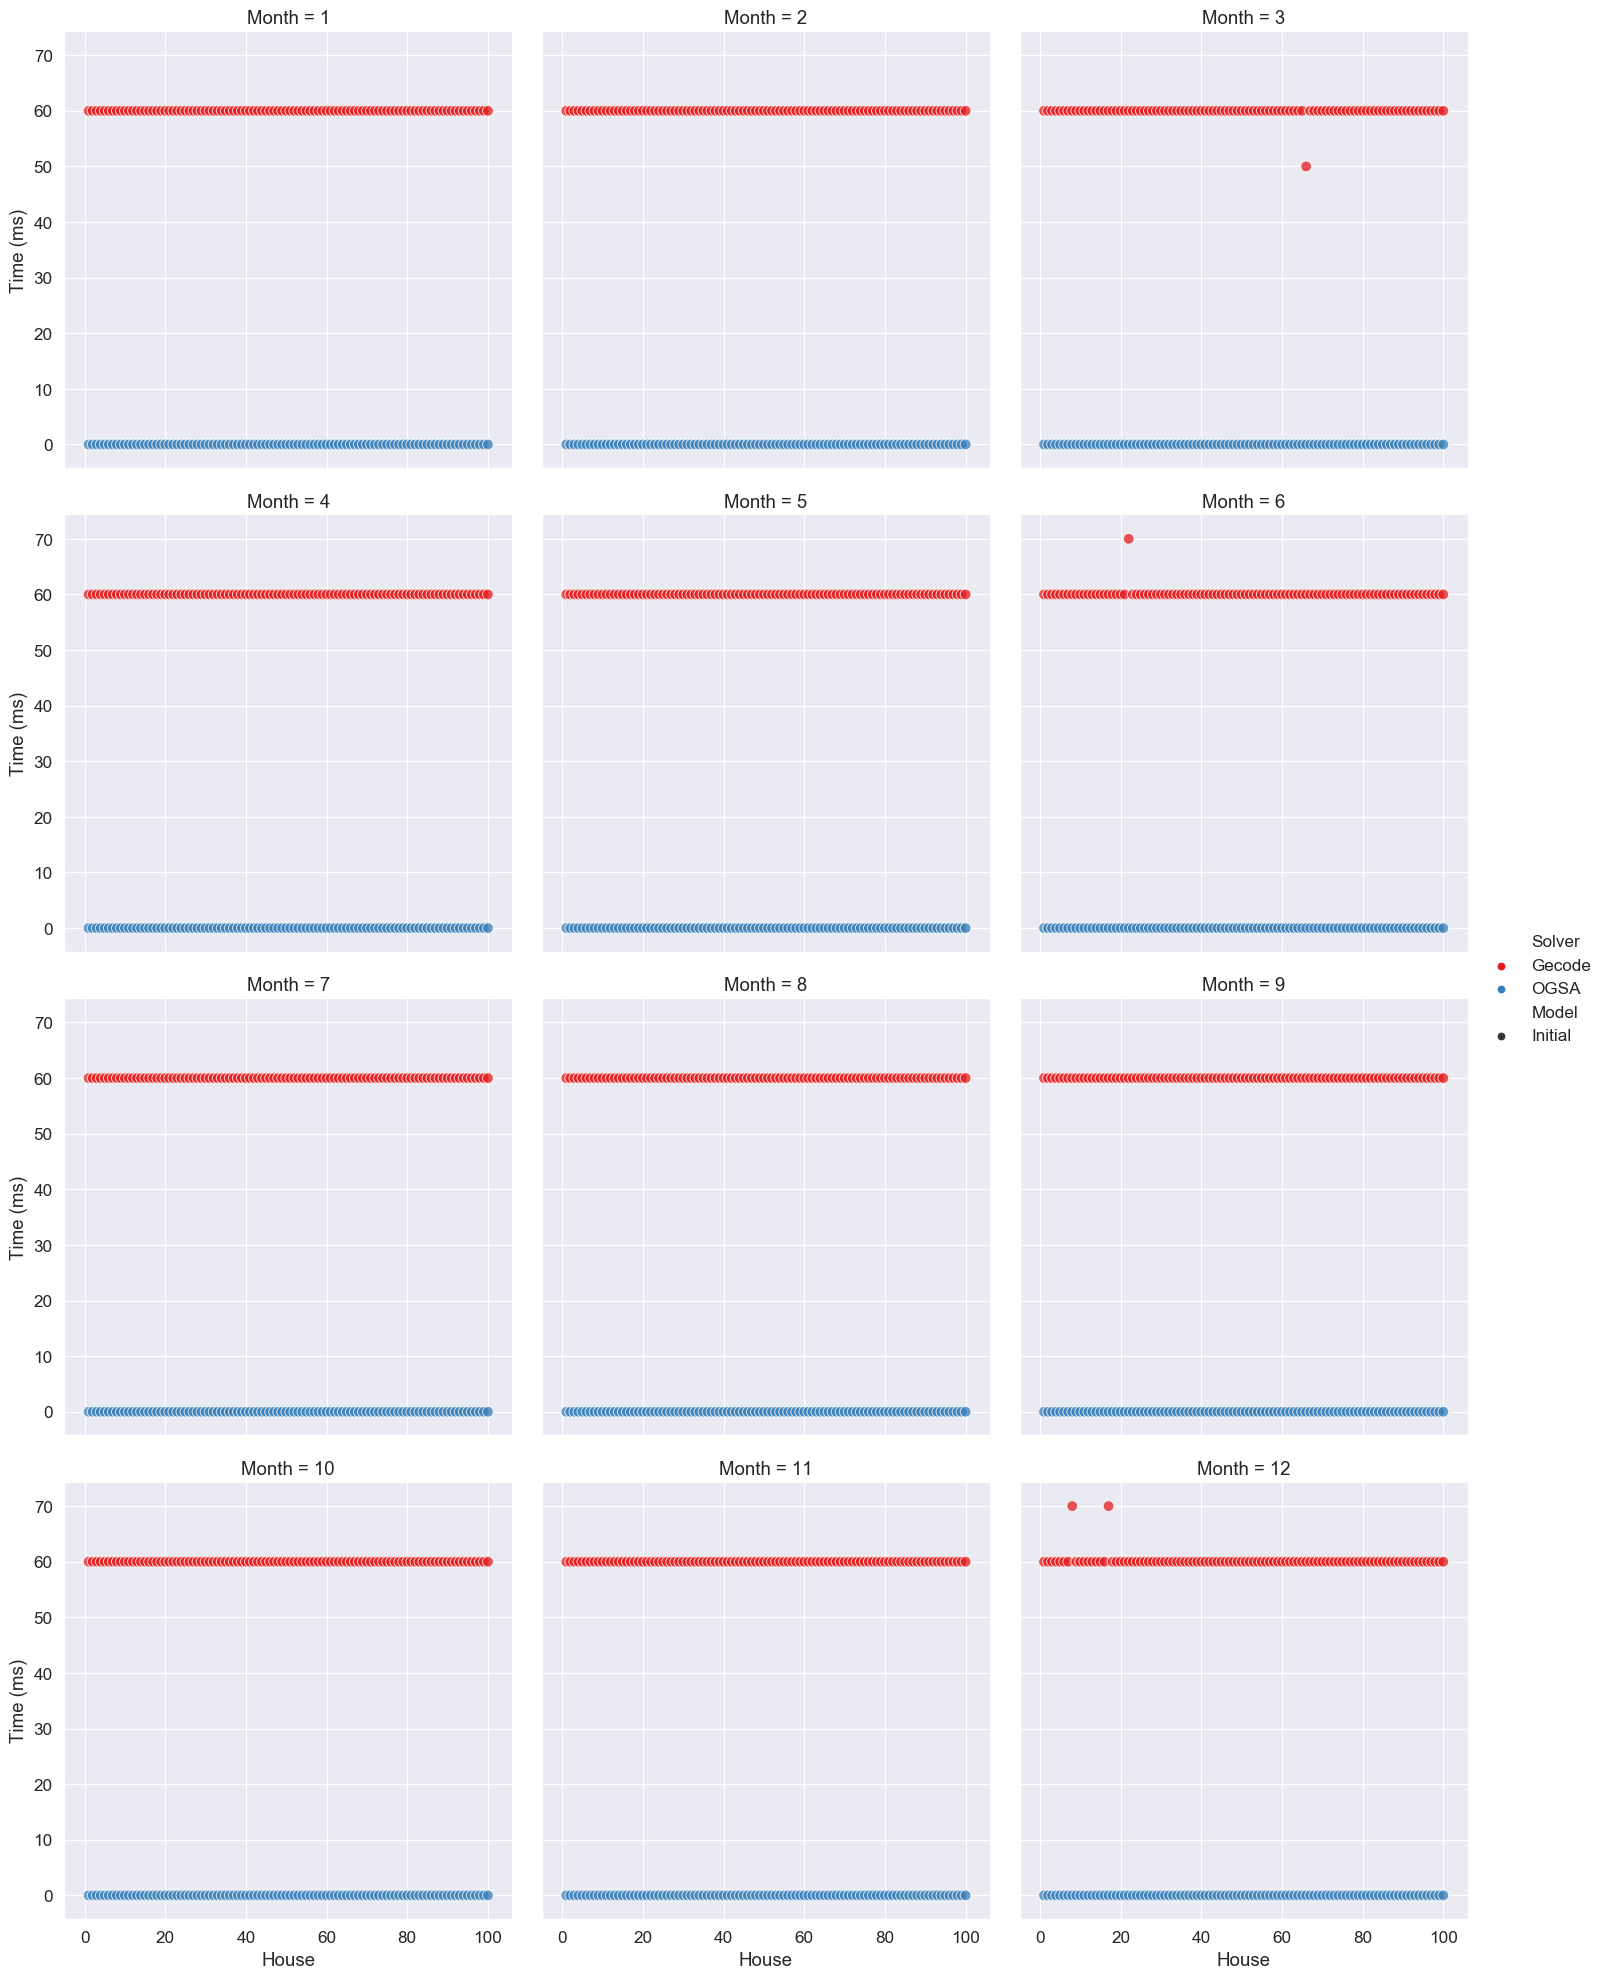 Month = 1
Month = 2
Month = 3
70
60
50
40
30
20
10
0
Time (ms)
Month = 4
Month = 5
Month = 6
70
60
50
40
30
20
10
0
Time (ms)
Solver
Gecode
OGSA
Model
Initial
Month = 7
Month = 8
Month = 9
70
60
50
40
30
20
10
0
Time (ms)
Month = 10
Month = 11
Month = 12
70
60
50
40
30
20
10
0
Time (ms)
0 20 40 60 80 100
0 20 40 60 80 100
0 20 40 60 80 100
House
House
House